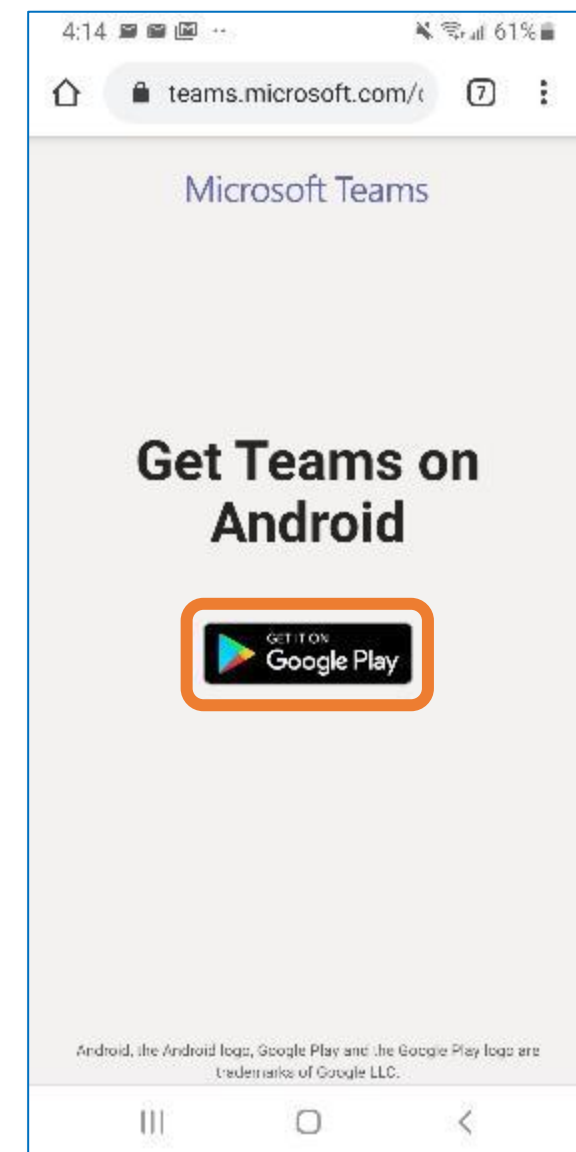 4:14 61%
teams.microsoft.com/ 7
Microsoft Teams
Get Teams on
Android
GET IT ON
Google Play
Android, the Android logo, Google Play and the Google Play logo are
trademarks of Google LLC.